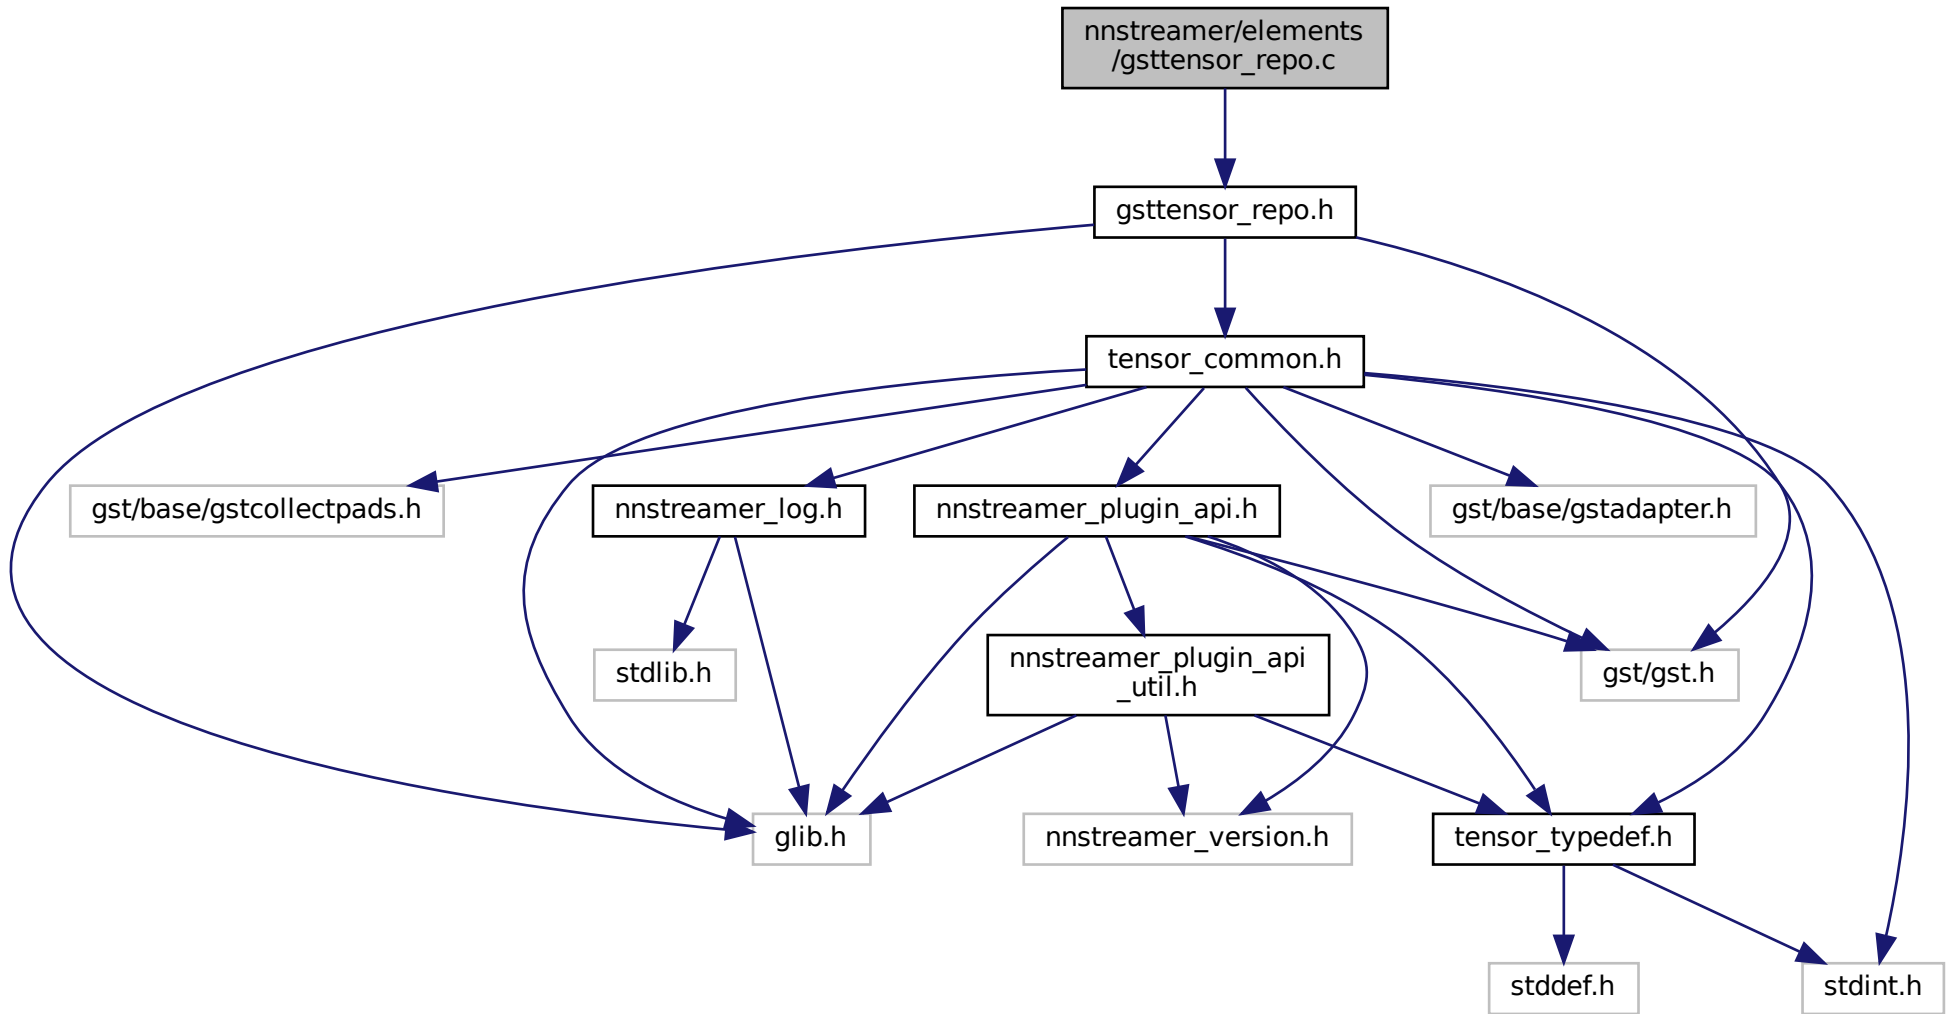 nnstreamer/elements
/gsttensor_repo.c
gsttensor_repo.h
tensor_common.h
gst/base/gstcollectpads.h
nnstreamer_log.h
nnstreamer_plugin_api.h
gst/base/gstadapter.h
stdlib.h
nnstreamer_plugin_api
_util.h
gst/gst.h
glib.h
nnstreamer_version.h
tensor_typedef.h
stddef.h
stdint.h